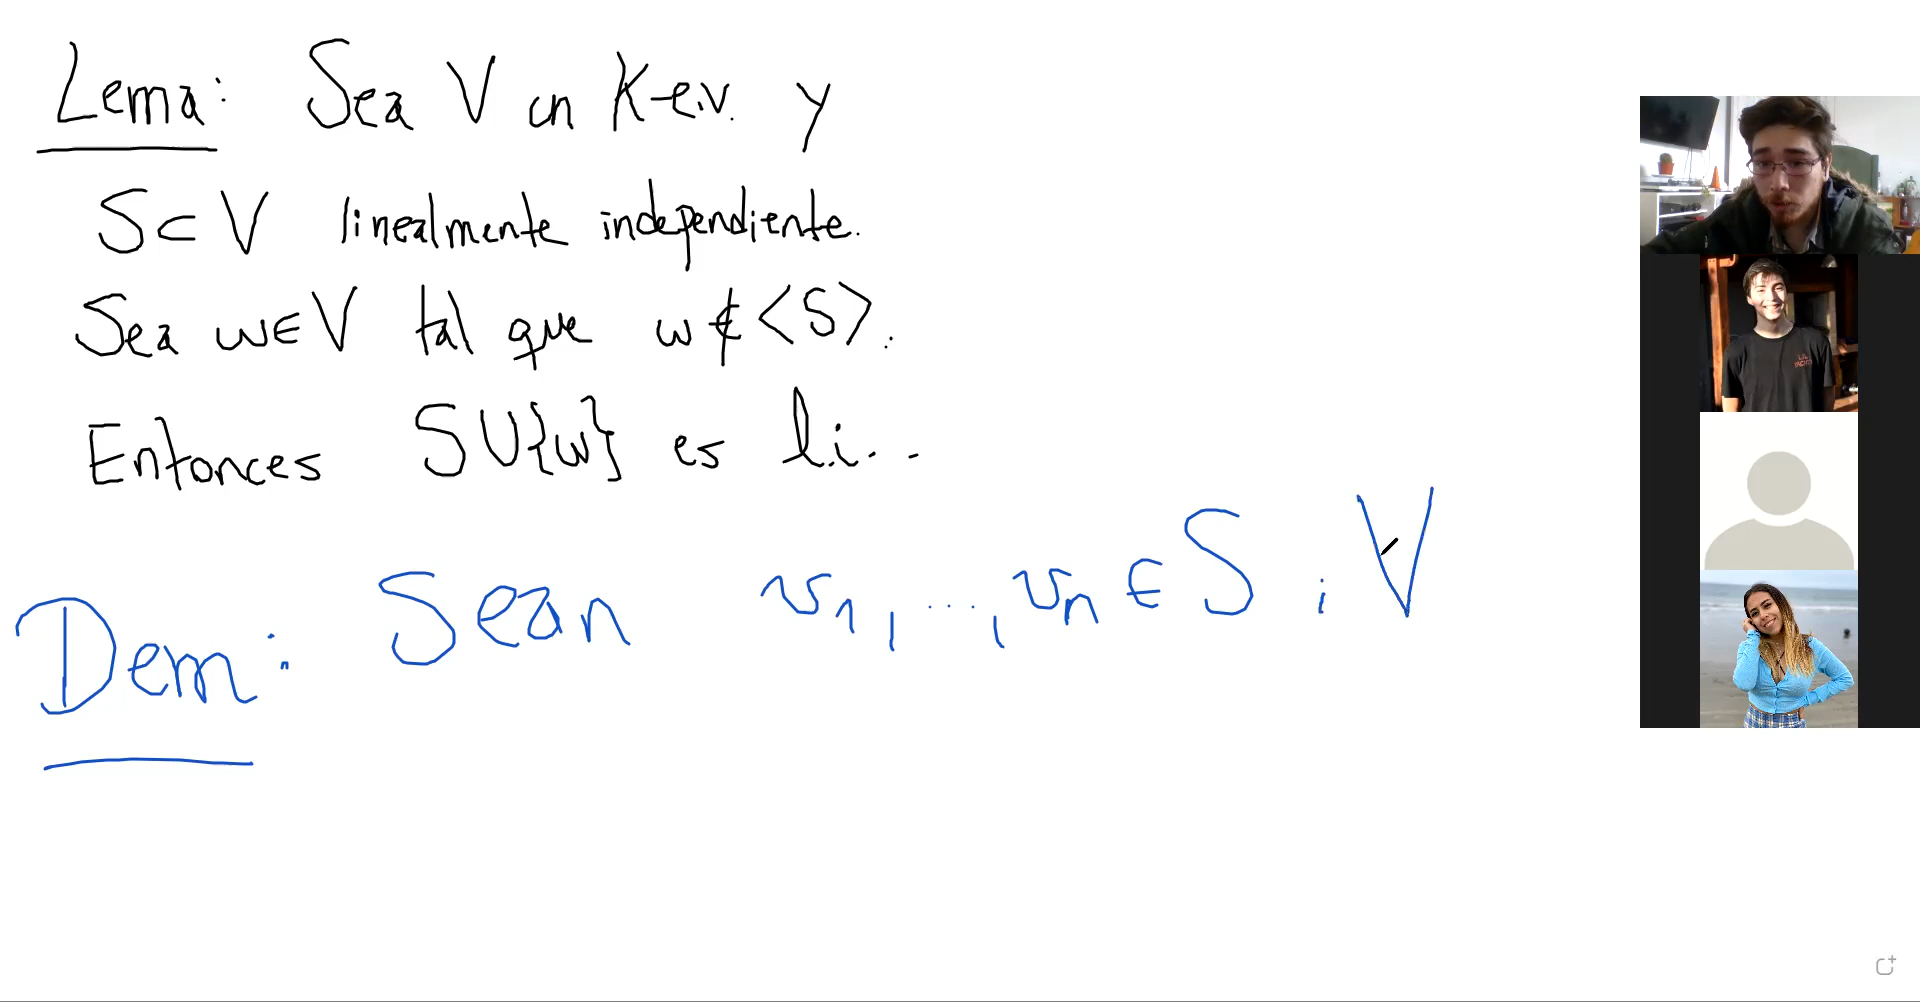 Lema: Sea V un K-e.v. y
S⊂V linealmente independiente.
Sea w∈V tal que w∉<S>.
Entonces S∪{w} es l.i..
Dem: Sean v₁,...,vₙ∈S ; V